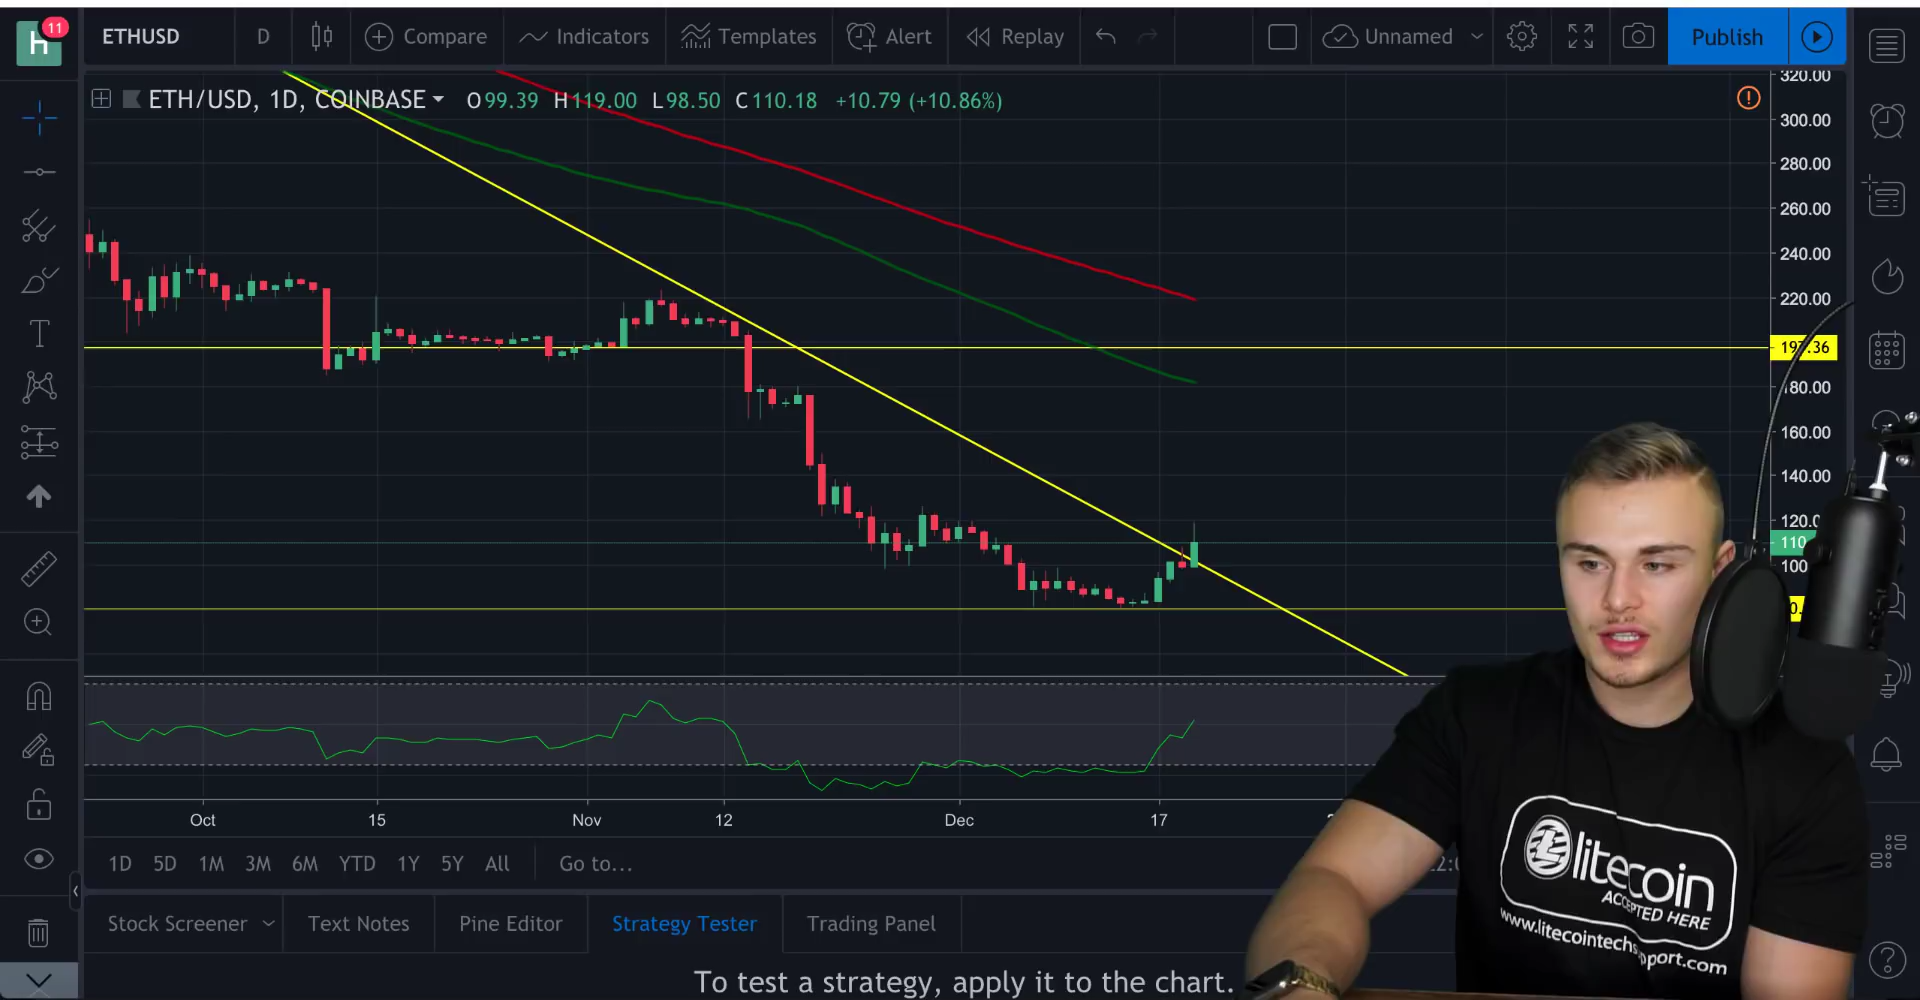 H 11 ETHUSD D Compare Indicators Templates Alert Replay Unnamed Publish
ETH/USD, 1D, COINBASE O99.39 H119.00 L98.50 C110.18 +10.79 (+10.86%)
320.00
300.00
280.00
260.00
240.00
220.00
180.00
160.00
140.00
110
100
Oct 15 Nov 12 Dec 17
1D 5D 1M 3M 6M YTD 1Y 5Y All Go to...
Stock Screener Text Notes Pine Editor Strategy Tester Trading Panel
To test a strategy, apply it to the chart.
litecoin
ACCEPTED HERE